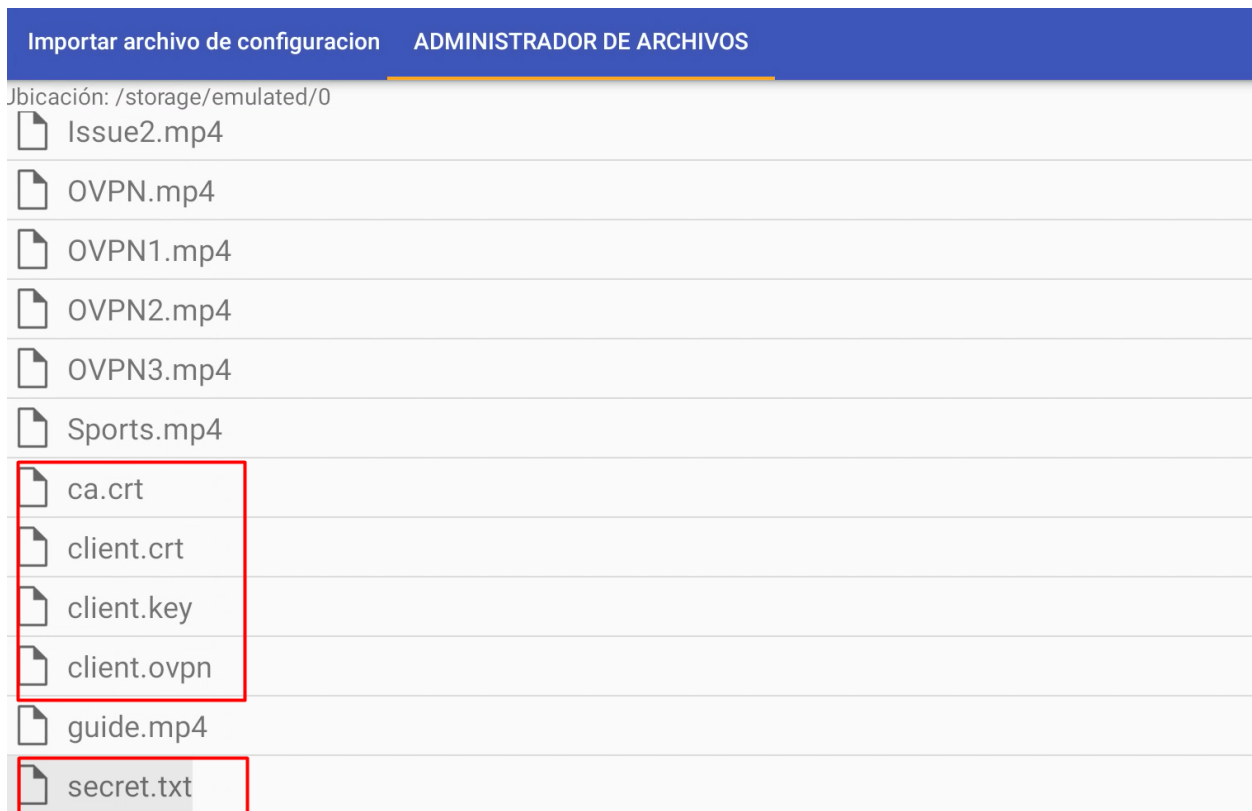 Importar archivo de configuracion ADMINISTRADOR DE ARCHIVOS
Ubicación: /storage/emulated/0
Issue2.mp4
OVPN.mp4
OVPN1.mp4
OVPN2.mp4
OVPN3.mp4
Sports.mp4
ca.crt
client.crt
client.key
client.ovpn
guide.mp4
secret.txt